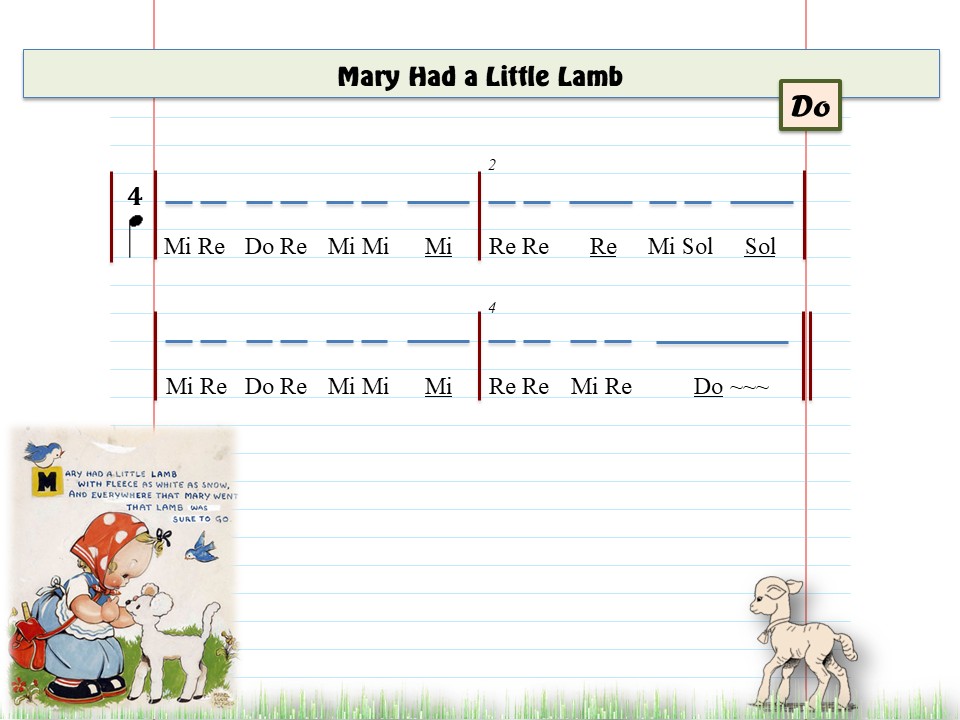 Mary Had a Little Lamb
Do
2
4
Mi Re Do Re Mi Mi Mi Re Re Re Mi Sol Sol
4
Mi Re Do Re Mi Mi Mi Re Re Mi Re Do ~~~
MARY HAD A LITTLE LAMB
WITH FLEECE AS WHITE AS SNOW,
AND EVERYWHERE THAT MARY WENT
THAT LAMB WAS
SURE TO GO.